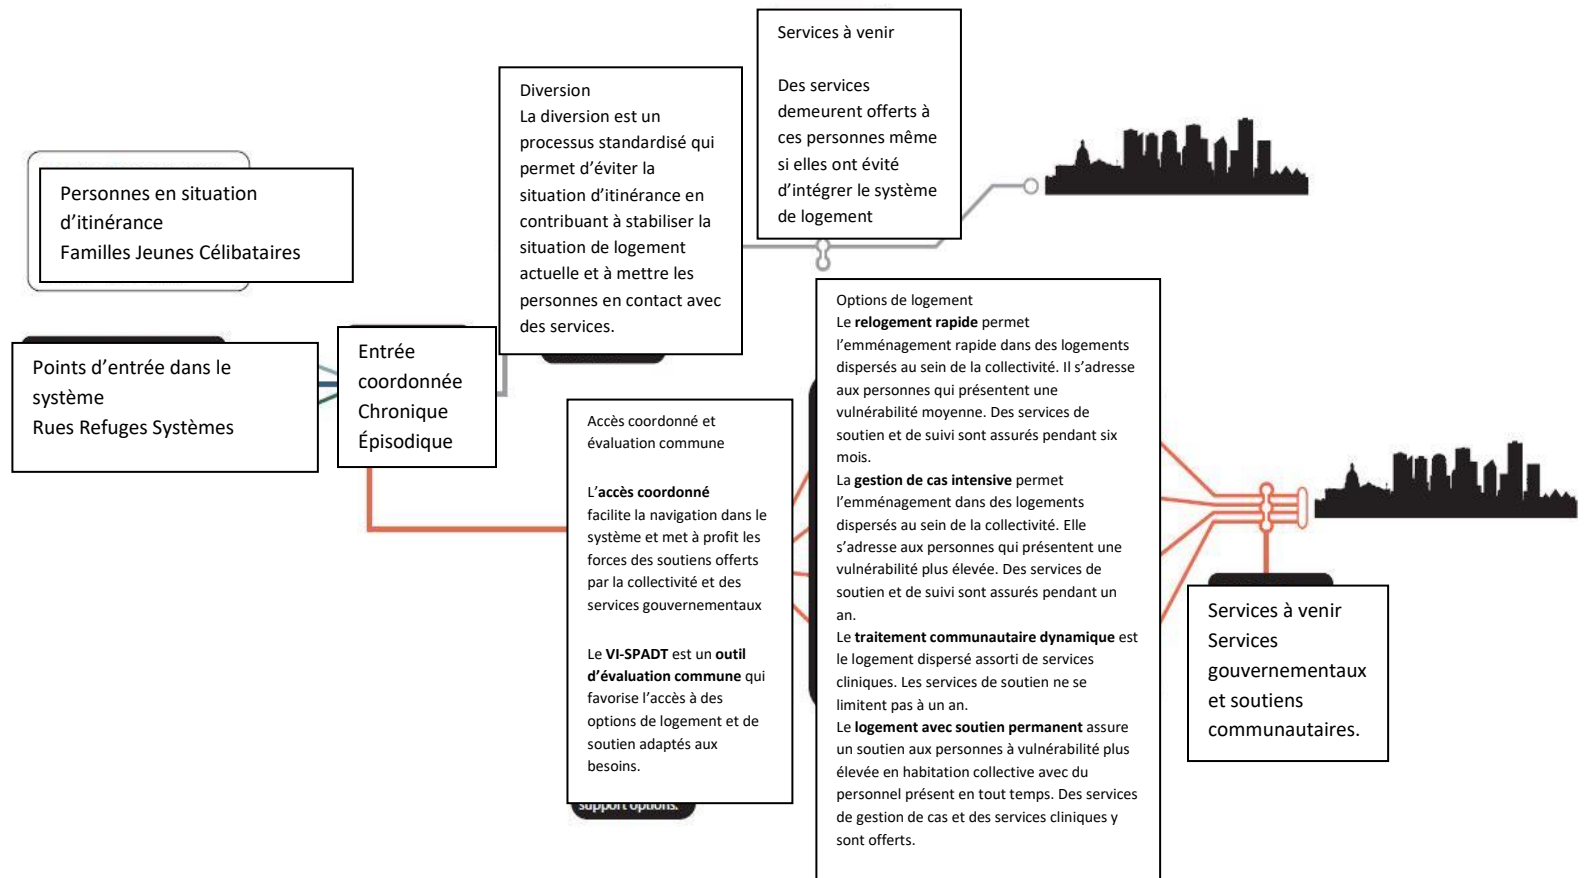 Personnes en situation
d’itinérance
Familles Jeunes Célibataires
Points d’entrée dans le
système
Rues Refuges Systèmes
Entrée
coordonnée
Chronique
Épisodique
Diversion
La diversion est un
processus standardisé qui
permet d’éviter la
situation d’itinérance en
contribuant à stabiliser la
situation de logement
actuelle et à mettre les
personnes en contact avec
des services.
Services à venir
Des services
demeurent offerts à
ces personnes même
si elles ont évité
d’intégrer le système
de logement
Accès coordonné et
évaluation commune
L’accès coordonné
facilite la navigation dans le
système et met à profit les
forces des soutiens offerts
par la collectivité et des
services gouvernementaux
Le VI-SPADT est un outil
d’évaluation commune qui
favorise l’accès à des
options de logement et de
soutien adaptés aux
besoins.
support options.
Options de logement
Le relogement rapide permet
l’emménagement rapide dans des logements
dispersés au sein de la collectivité. Il s’adresse
aux personnes qui présentent une
vulnérabilité moyenne. Des services de
soutien et de suivi sont assurés pendant six
mois.
La gestion de cas intensive permet
l’emménagement dans des logements
dispersés au sein de la collectivité. Elle
s’adresse aux personnes qui présentent une
vulnérabilité plus élevée. Des services de
soutien et de suivi sont assurés pendant un
an.
Le traitement communautaire dynamique est
le logement dispersé assorti de services
cliniques. Les services de soutien ne se
limitent pas à un an.
Le logement avec soutien permanent assure
un soutien aux personnes à vulnérabilité plus
élevée en habitation collective avec du
personnel présent en tout temps. Des services
de gestion de cas et des services cliniques y
sont offerts.
Services à venir
Services
gouvernementaux
et soutiens
communautaires.